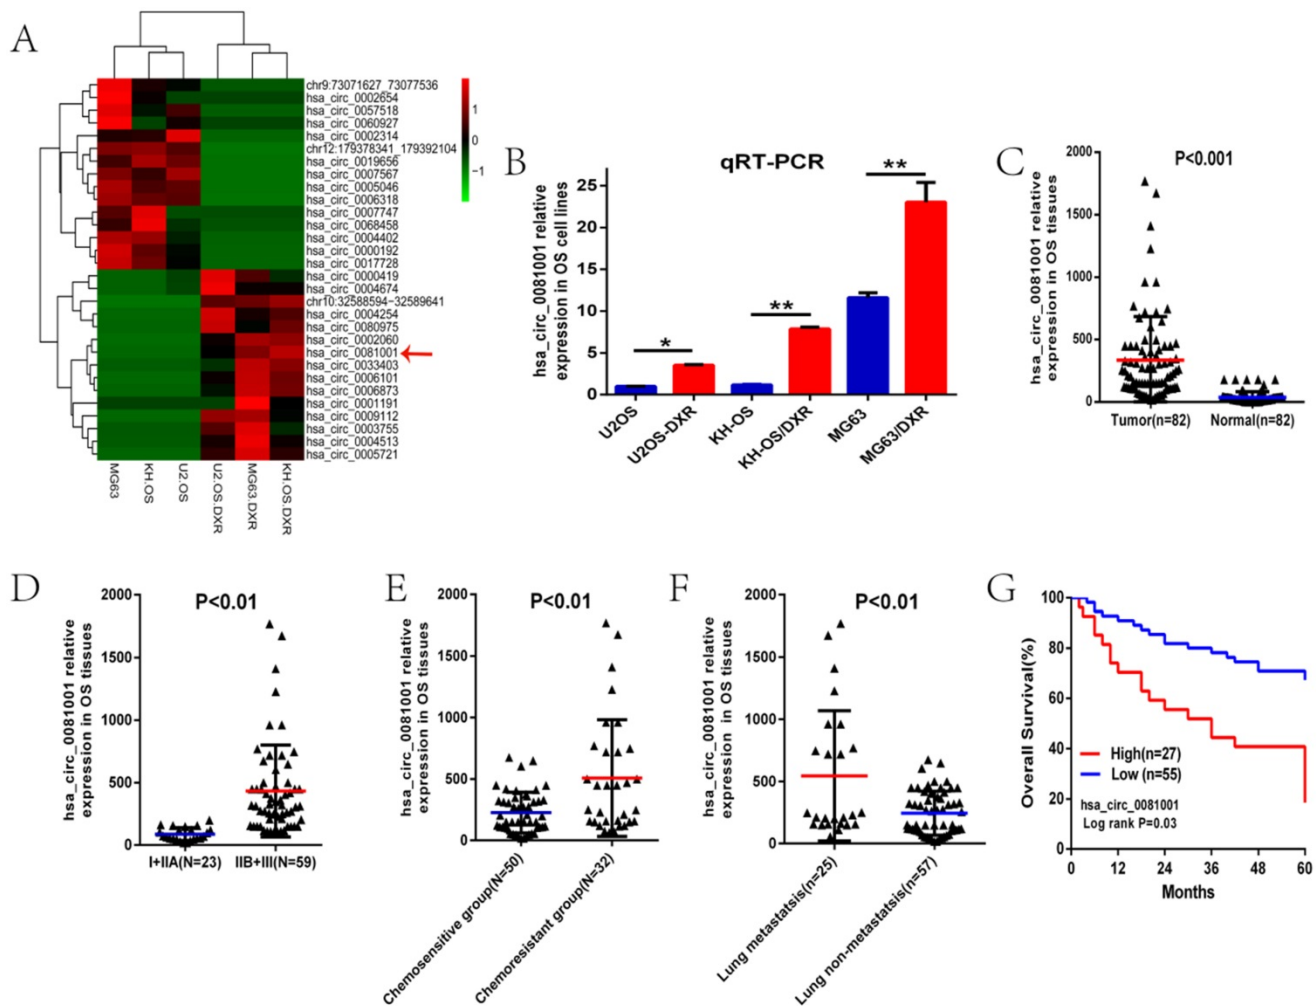 A
chr9:73071627_73077536
hsa_circ_0002654
hsa_circ_0057518
hsa_circ_0060927
hsa_circ_0002314
chr12:179378341_179392104
hsa_circ_0019656
hsa_circ_0007567
hsa_circ_0005046
hsa_circ_0006318
hsa_circ_0007747
hsa_circ_0068458
hsa_circ_0004402
hsa_circ_0000192
hsa_circ_0017728
hsa_circ_0000419
hsa_circ_0004674
chr10:32588594-32589641
hsa_circ_0004254
hsa_circ_0080975
hsa_circ_0002060
hsa_circ_0081001
hsa_circ_0033403
hsa_circ_0006101
hsa_circ_0006873
hsa_circ_0001191
hsa_circ_0009112
hsa_circ_0003755
hsa_circ_0004513
hsa_circ_0005721
1
0
−1
MG63
KH.OS
U2.OS
U2.OS.DXR
MG63.DXR
KH.OS.DXR
B
qRT-PCR
hsa_circ_0081001 relative
expression in OS cell lines
25
20
15
10
5
0
*
**
**
U2OS
U2OS-DXR
KH-OS
KH-OS/DXR
MG63
MG63/DXR
C
P<0.001
hsa_circ_0081001 relative
expression in OS tissues
2000
1500
1000
500
0
Tumor(n=82)
Normal(n=82)
D
P<0.01
hsa_circ_0081001 relative
expression in OS tissues
2000
1500
1000
500
0
I+IIA(N=23)
IIB+III(N=59)
E
P<0.01
hsa_circ_0081001 relative
expression in OS tissues
2000
1500
1000
500
0
Chemosensitive group(N=50)
Chemoresistant group(N=32)
F
P<0.01
hsa_circ_0081001 relative
expression in OS tissues
2000
1500
1000
500
0
Lung metastatsis(n=25)
Lung non-metastatsis(n=57)
G
Overall Survival(%)
100
80
60
40
20
0
High(n=27)
Low (n=55)
hsa_circ_0081001
Log rank P=0.03
0
12
24
36
48
60
Months